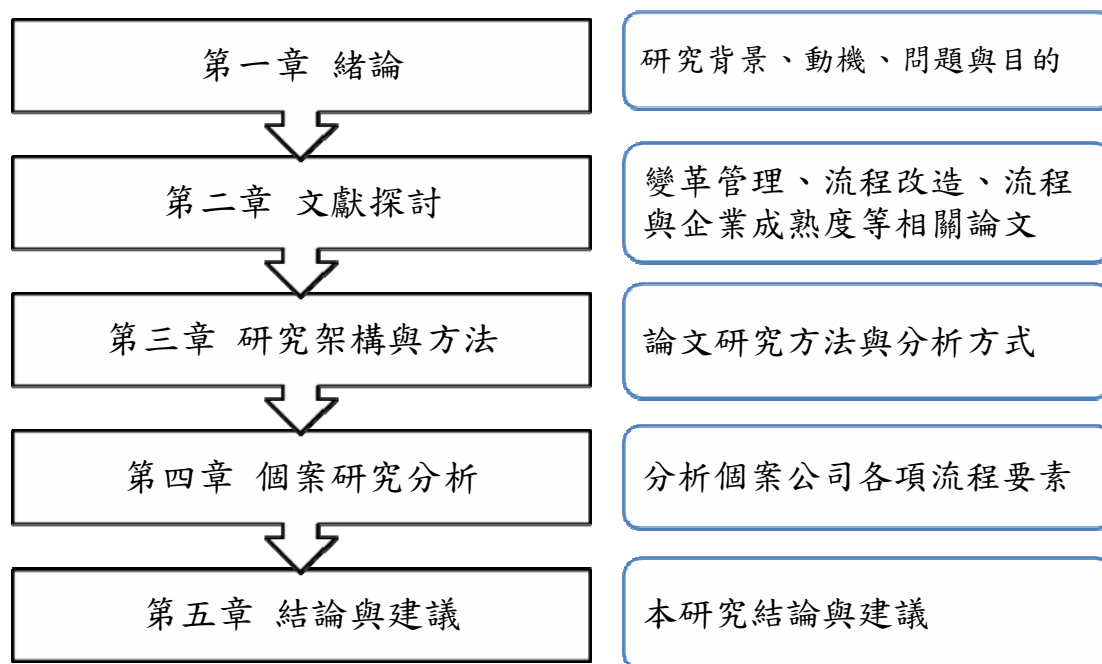 第一章 緒論
研究背景、動機、問題與目的
第二章 文獻探討
變革管理、流程改造、流程
與企業成熟度等相關論文
第三章 研究架構與方法
論文研究方法與分析方式
第四章 個案研究分析
分析個案公司各項流程要素
第五章 結論與建議
本研究結論與建議